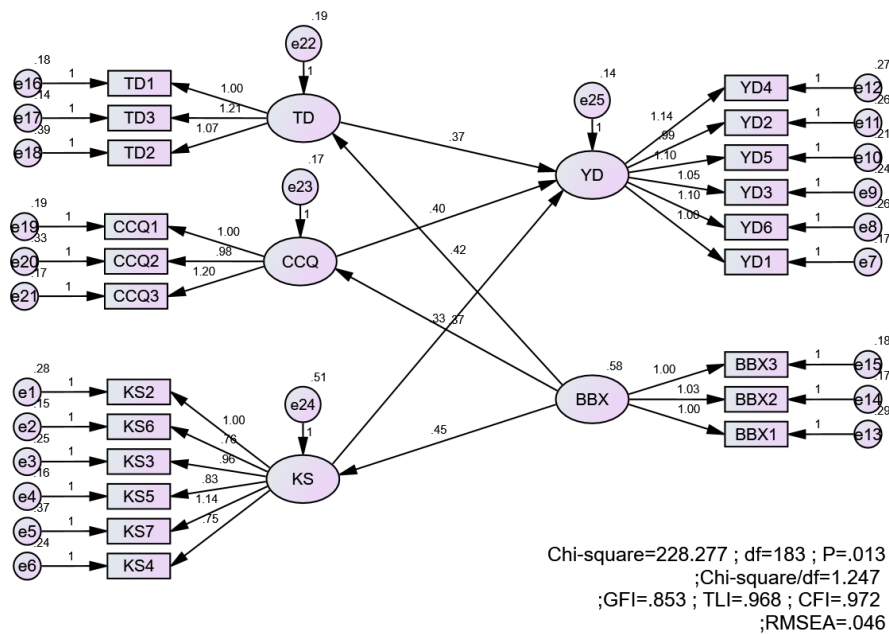 .19
e22
1
.18
e16 1 TD1 1.00
.14
e17 1 TD3 1.21
.39
e18 1 TD2 1.07
TD
.37
.17
e23
1
.19
e19 1 CCQ1 1.00
.33
e20 1 CCQ2 .98
.17
e21 1 CCQ3 1.20
CCQ
.40
.42
.33
.37
.14
e25
1
YD
.27
1.14 YD4 1 e12
.26
.99 YD2 1 e11
.21
1.10 YD5 1 e10
.24
1.05 YD3 1 e9
.26
1.10 YD6 1 e8
.17
1.00 YD1 1 e7
.28
e1 1 KS2 1.00
.15
e2 1 KS6 .76
.25
e3 1 KS3 .96
.16
e4 1 KS5 .83
.37
e5 1 KS7 1.14
.24
e6 1 KS4 .75
.51
e24
1
KS
.45
.58
BBX
.18
1.00 BBX3 1 e15
.17
1.03 BBX2 1 e14
.29
1.00 BBX1 1 e13
Chi-square=228.277 ; df=183 ; P=.013
;Chi-square/df=1.247
;GFI=.853 ; TLI=.968 ; CFI=.972
;RMSEA=.046